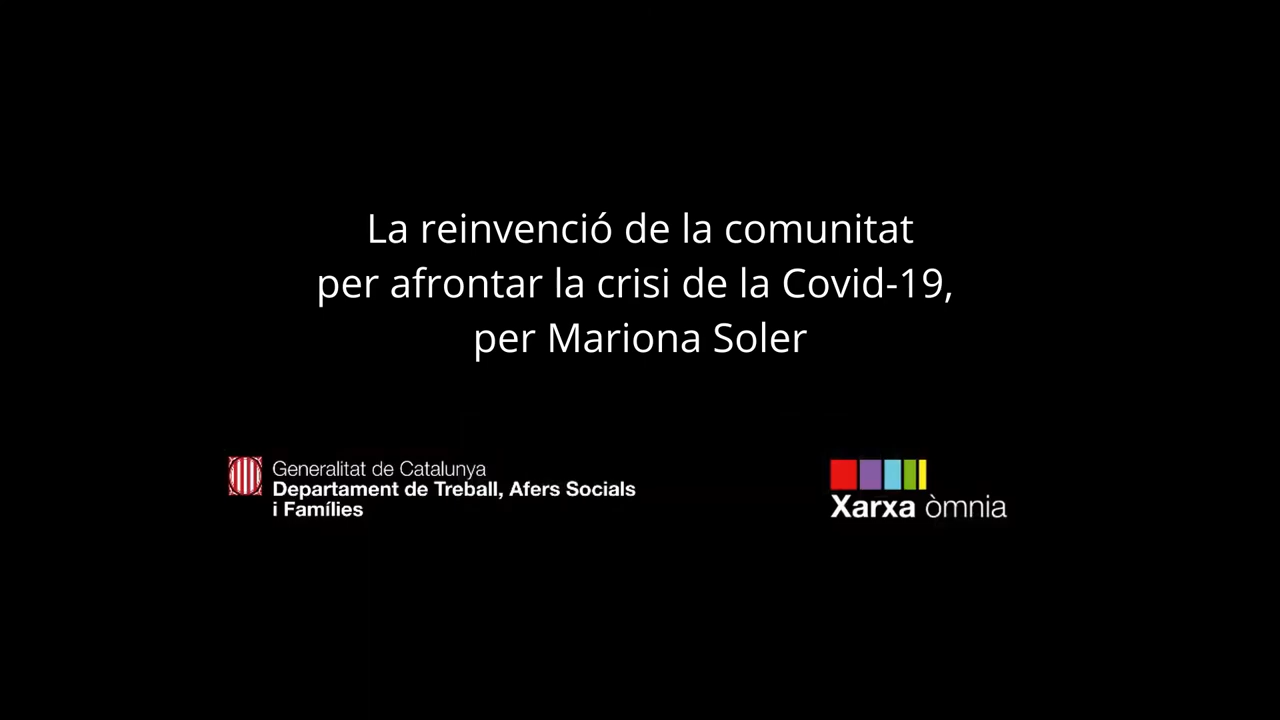 La reinvenció de la comunitat
per afrontar la crisi de la Covid-19,
per Mariona Soler
Generalitat de Catalunya
Departament de Treball, Afers Socials
i Famílies
Xarxa òmnia